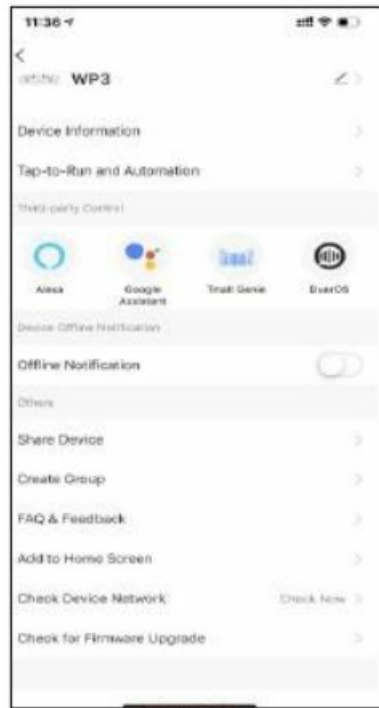 11:36
WP3
Device Information
Tap-to-Run and Automation
Third-party Control
Alexa
Google Assistant
Tmall Genie
DuerOS
Device Offline Notification
Offline Notification
Others
Share Device
Create Group
FAQ & Feedback
Add to Home Screen
Check Device Network Check Now
Check for Firmware Upgrade